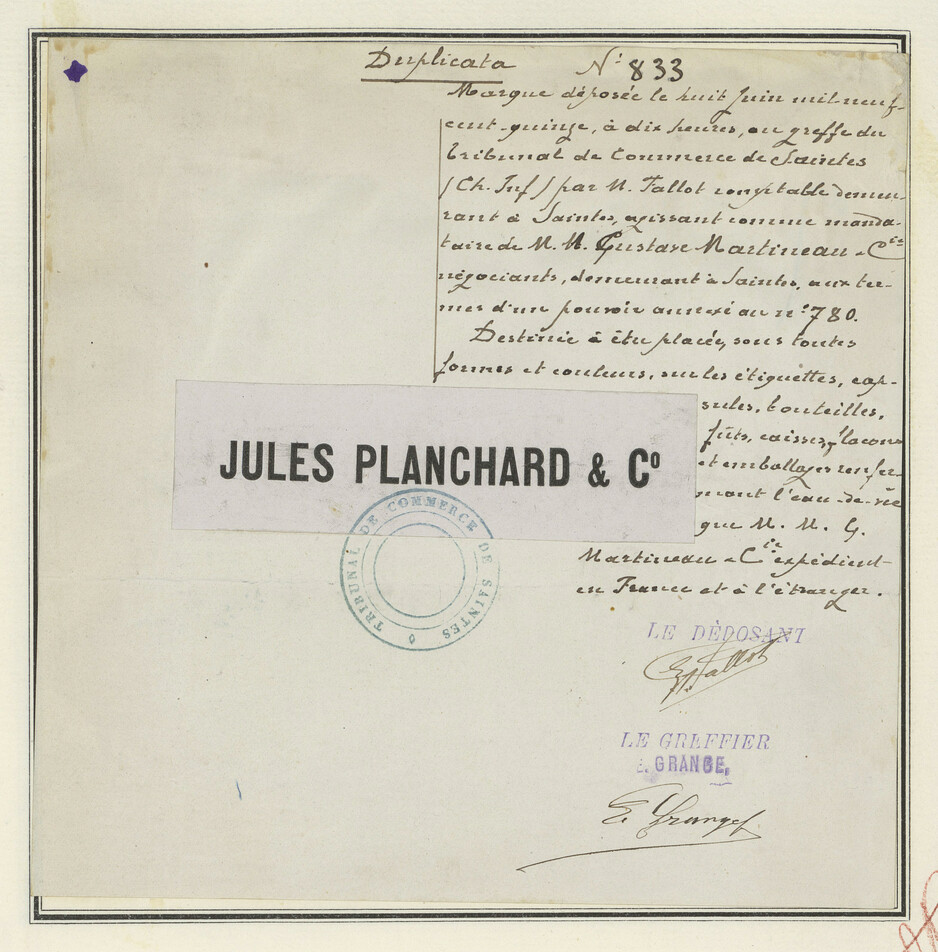 Duplicata N° 833
Marque déposée le huit Juin mil-neuf-
cent-quinze, à dix heures, au greffe du
Tribunal de Commerce de Saintes
(Ch. Inf) par M. Tallot comptable demeu-
rant à Saintes, agissant comme manda-
taire de M. M. Gustave Martineau & Cie
négociants, demeurant à Saintes, aux ter-
mes d'un pouvoir annexé au n° 780.
Destinée à être placée, sous toutes
formes et couleurs, sur les étiquettes, cap-
sules, bouteilles,
fûts, caisses, flacons
et emballages renfer-
mant l'eau-de-vie
que M. M. G.
Martineau & Cie expédient
en France et à l'étranger.
JULES PLANCHARD & Cº
TRIBUNAL DE COMMERCE DE SAINTES
LE DÉPOSANT
Tallot
LE GREFFIER
E. GRANGE,
E. Grange